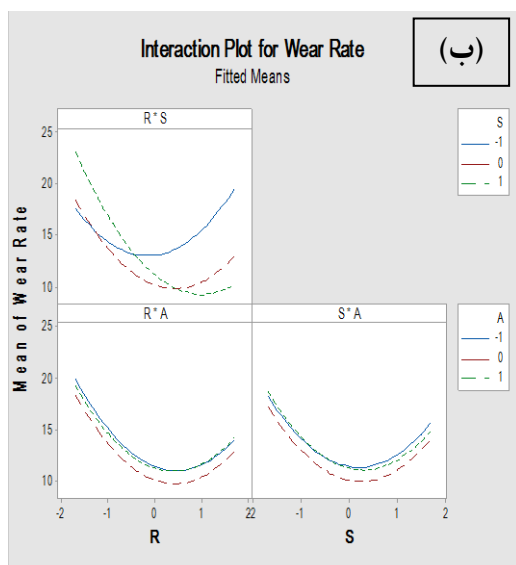 Interaction Plot for Wear Rate
Fitted Means
(ب)
R*S
S
-1
0
1
25
20
15
10
R*A
S*A
A
-1
0
1
25
20
15
10
-2 -1 0 1 2
-2 -1 0 1 2
R
S
Mean of Wear Rate